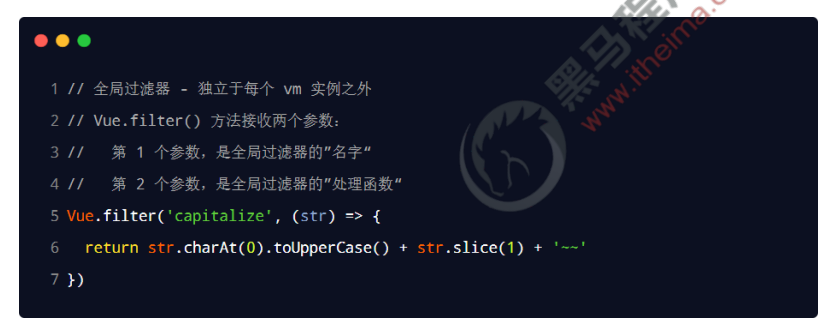 黑马程序
www.itheima.
1 // 全局过滤器 - 独立于每个 vm 实例之外
2 // Vue.filter() 方法接收两个参数：
3 //   第 1 个参数，是全局过滤器的”名字“
4 //   第 2 个参数，是全局过滤器的”处理函数“
5 Vue.filter('capitalize', (str) => {
6   return str.charAt(0).toUpperCase() + str.slice(1) + '~~'
7 })